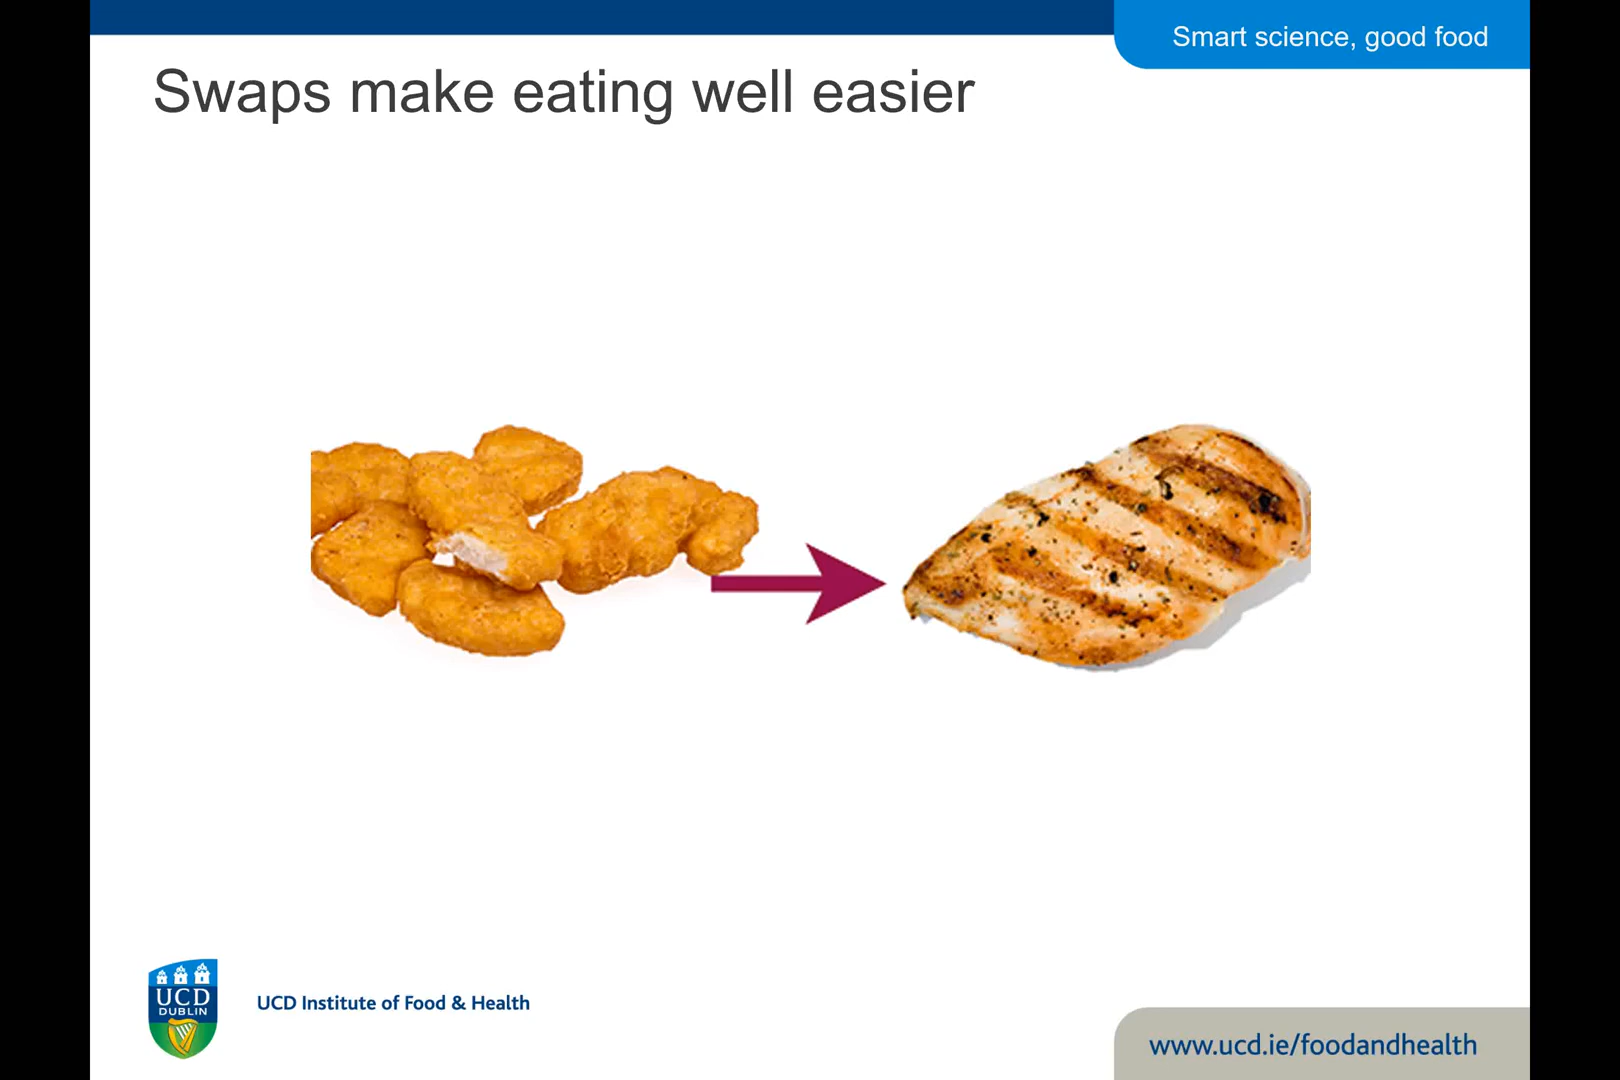 Smart science, good food
Swaps make eating well easier
UCD
DUBLIN
UCD Institute of Food & Health
www.ucd.ie/foodandhealth